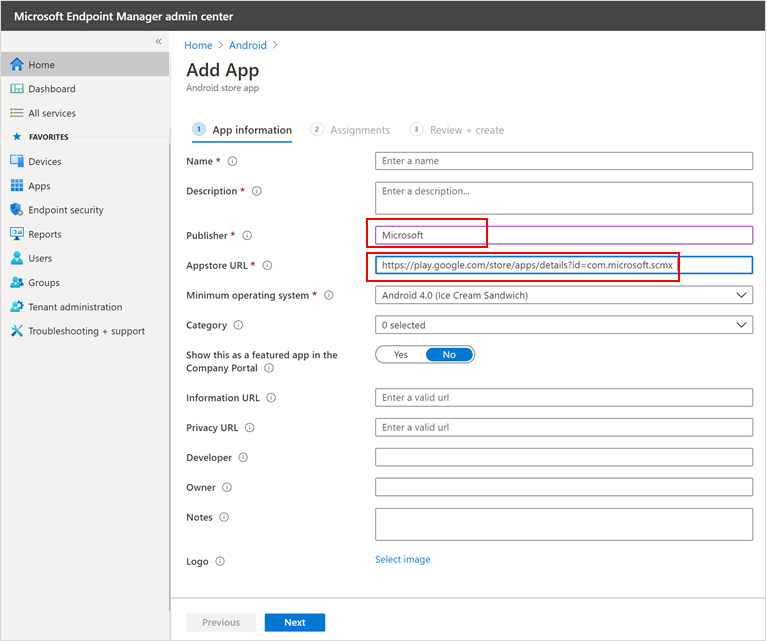 Microsoft Endpoint Manager admin center
«
Home
Dashboard
All services
FAVORITES
Devices
Apps
Endpoint security
Reports
Users
Groups
Tenant administration
Troubleshooting + support
Home > Android >
Add App
Android store app
1 App information 2 Assignments 3 Review + create
Name * Enter a name
Description * Enter a description...
Publisher * Microsoft
Appstore URL * https://play.google.com/store/apps/details?id=com.microsoft.scmx
Minimum operating system * Android 4.0 (Ice Cream Sandwich)
Category 0 selected
Show this as a featured app in the
Company Portal
Yes No
Information URL Enter a valid url
Privacy URL Enter a valid url
Developer
Owner
Notes
Logo Select image
Previous Next